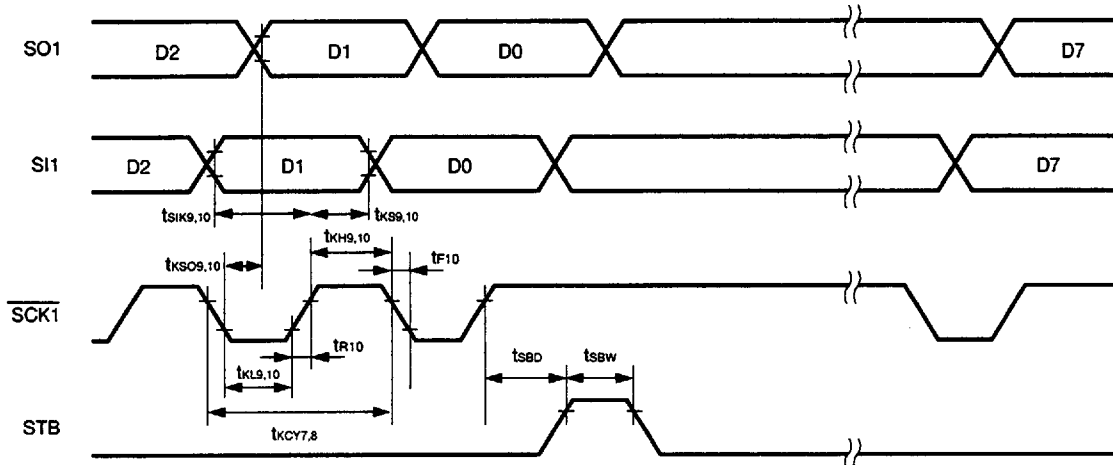 SO1 D2 D1 D0 D7
SI1 D2 D1 D0 D7
tSIK9,10 tKS9,10
tKSO9,10 tKH9,10 tF10
SCK1
tR10
tKL9,10
tSBD tSBW
STB
tKCY7,8